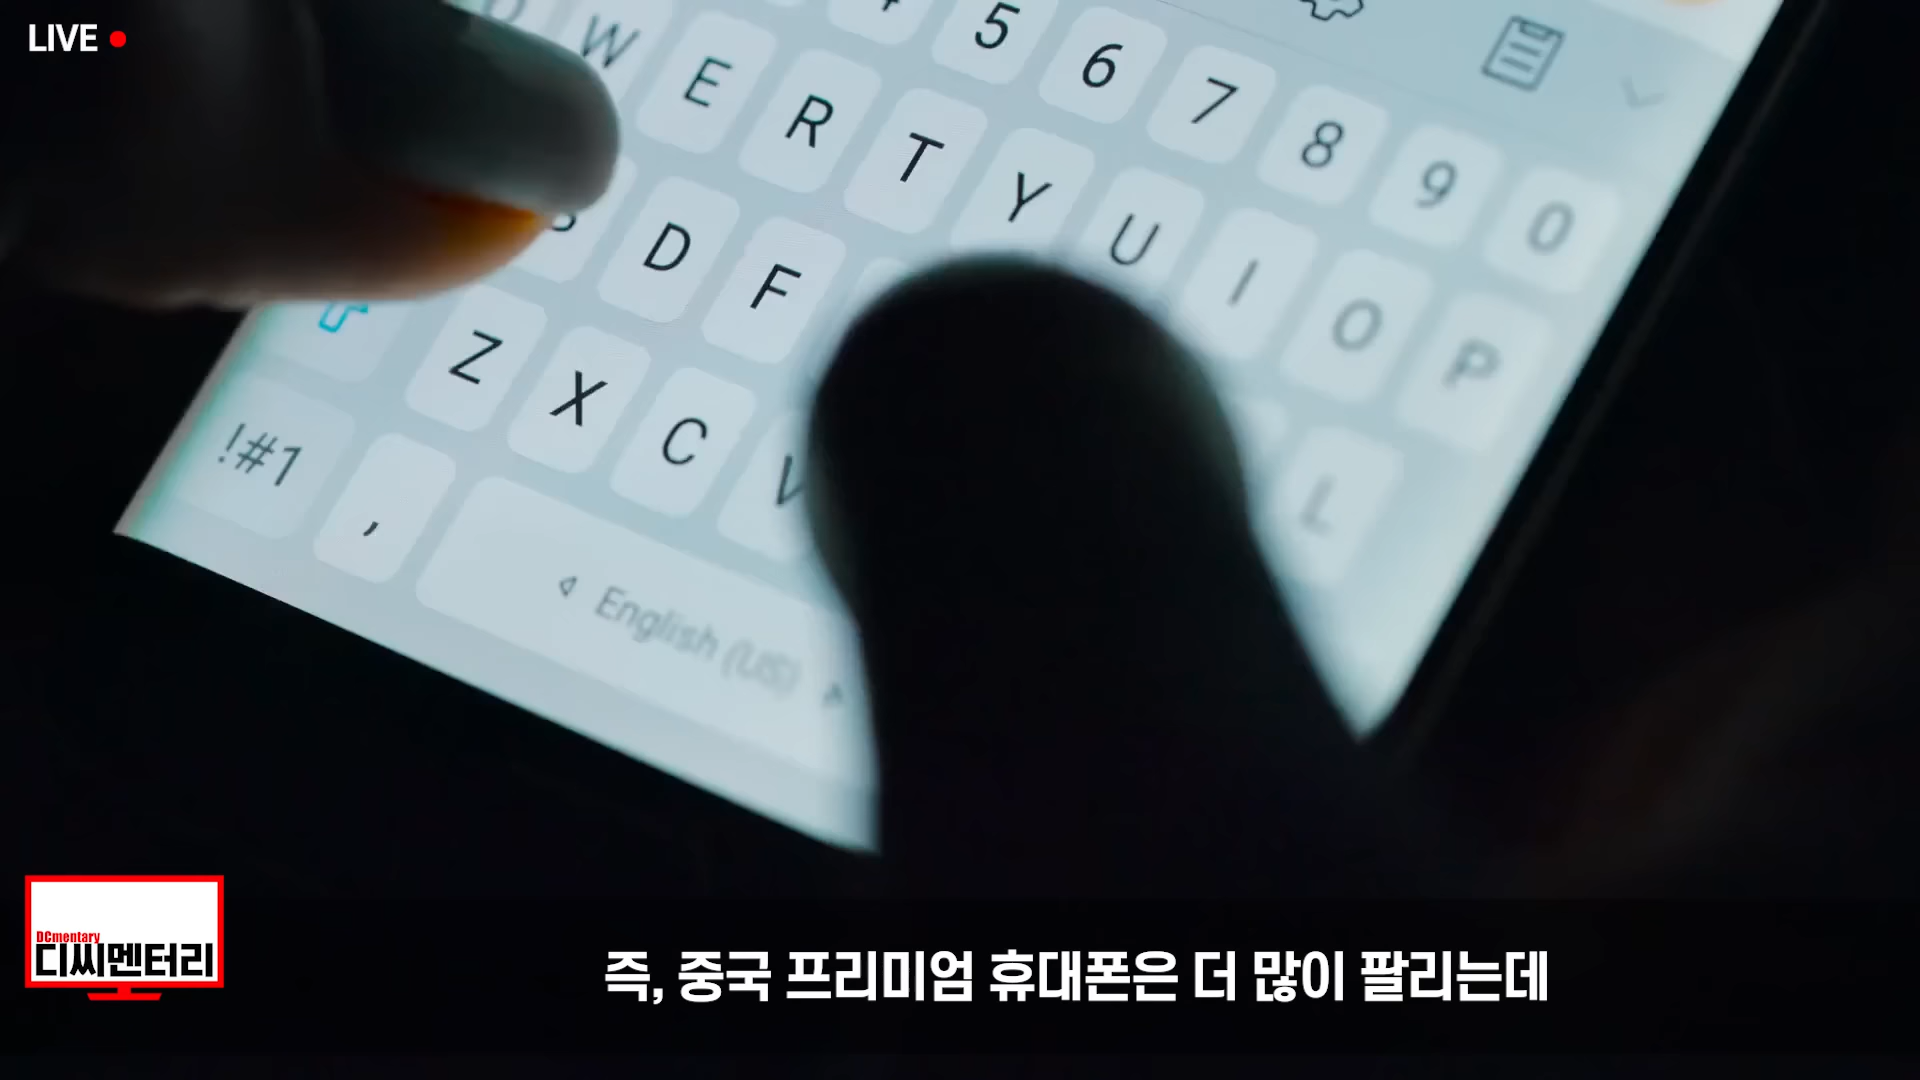 LIVE
5 6 7 8 9 0
W E R T Y U I O P
D F L
Z X C V
!#1 , English (US)
DCmentary
디씨멘터리
즉, 중국 프리미엄 휴대폰은 더 많이 팔리는데